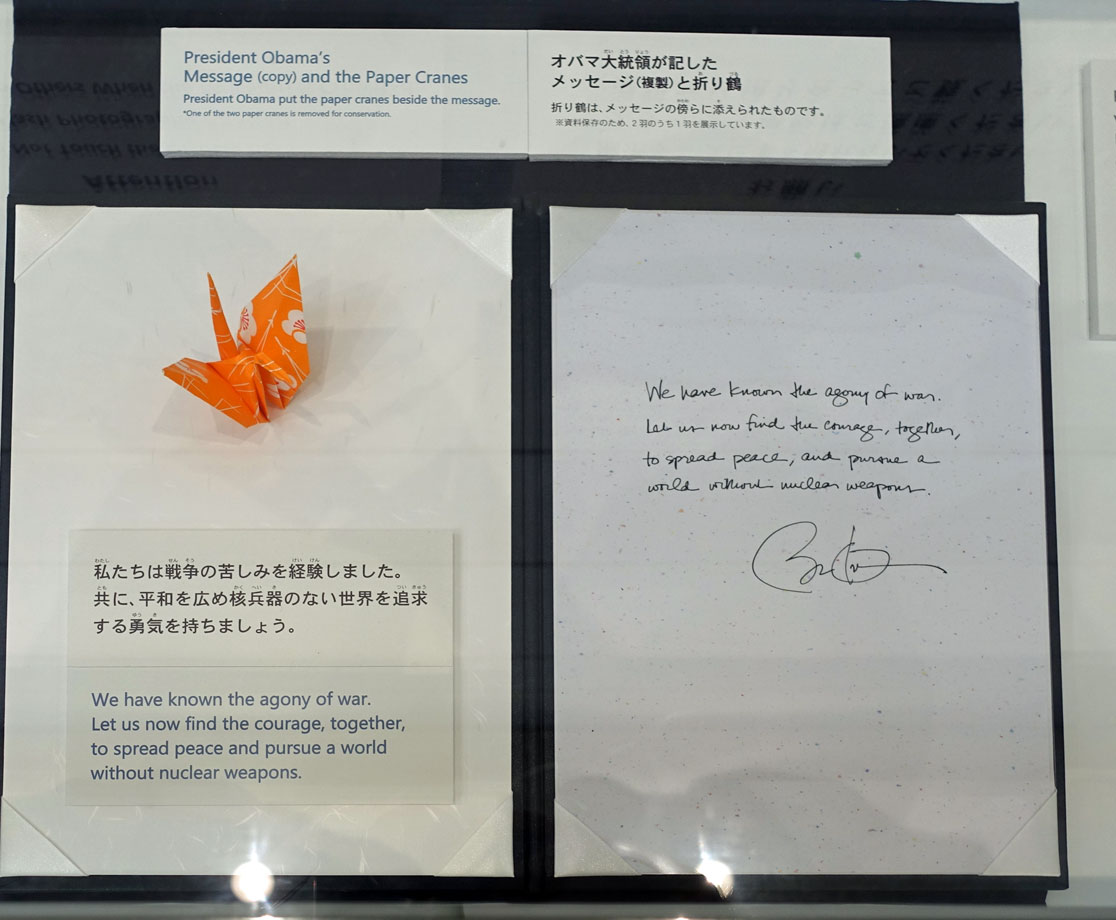 President Obama's
Message (copy) and the Paper Cranes
President Obama put the paper cranes beside the message.
*One of the two paper cranes is removed for conservation.
オバマ大統領が記した
メッセージ(複製)と折り鶴
折り鶴は、メッセージの傍らに添えられたものです。
※資料保存のため、2羽のうち1羽を展示しています。
Attention
私たちは戦争の苦しみを経験しました。
共に、平和を広め核兵器のない世界を追求
する勇気を持ちましょう。
We have known the agony of war.
Let us now find the courage, together,
to spread peace and pursue a world
without nuclear weapons.
We have known the agony of war.
Let us now find the courage, together,
to spread peace, and pursue a
world without nuclear weapons.